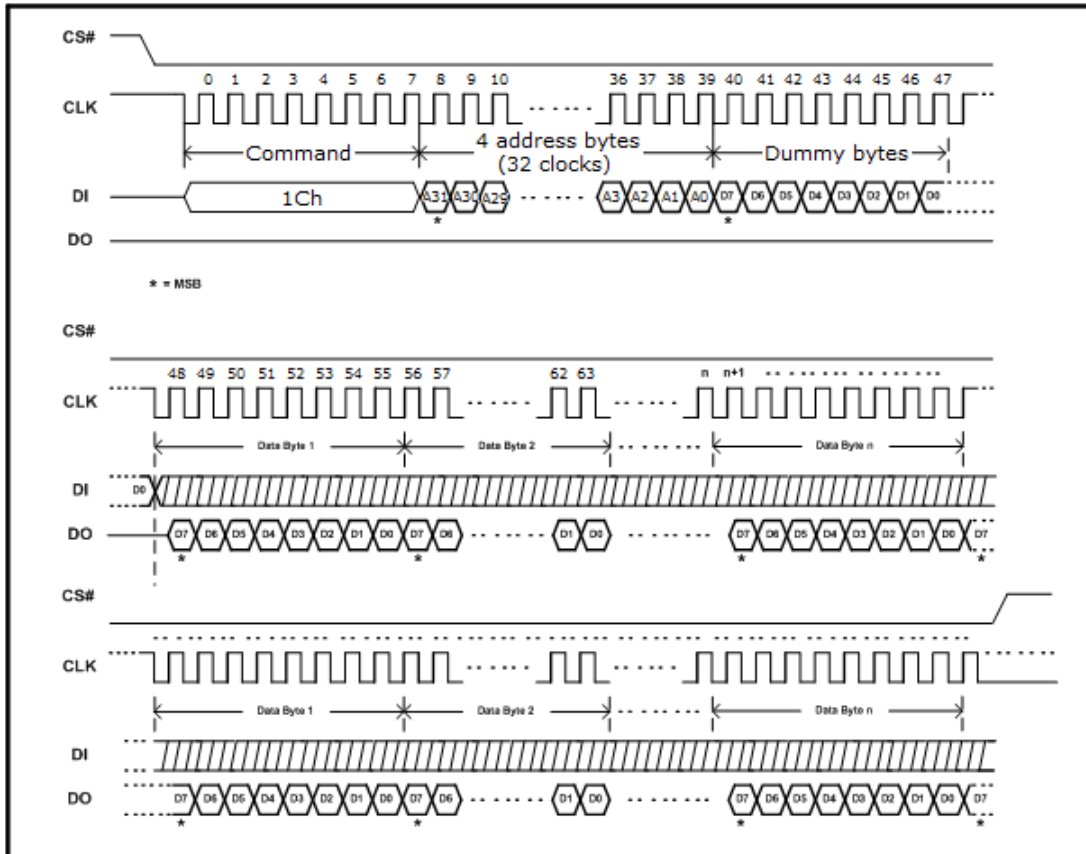 CS#
0 1 2 3 4 5 6 7 8 9 10 36 37 38 39 40 41 42 43 44 45 46 47
CLK
Command 4 address bytes (32 clocks) Dummy bytes
DI 1Ch A31 A30 A29 A3 A2 A1 A0 D7 D6 D5 D4 D3 D2 D1 D0
* *
DO
* = MSB
CS#
48 49 50 51 52 53 54 55 56 57 62 63 n n+1
CLK
Data Byte 1 Data Byte 2 Data Byte n
DI D0
DO D7 D6 D5 D4 D3 D2 D1 D0 D7 D6 D1 D0 D7 D6 D5 D4 D3 D2 D1 D0 D7
* * * *
CS#
CLK
Data Byte 1 Data Byte 2 Data Byte n
DI
DO D7 D6 D5 D4 D3 D2 D1 D0 D7 D6 D1 D0 D7 D6 D5 D4 D3 D2 D1 D0 D7
* * * *